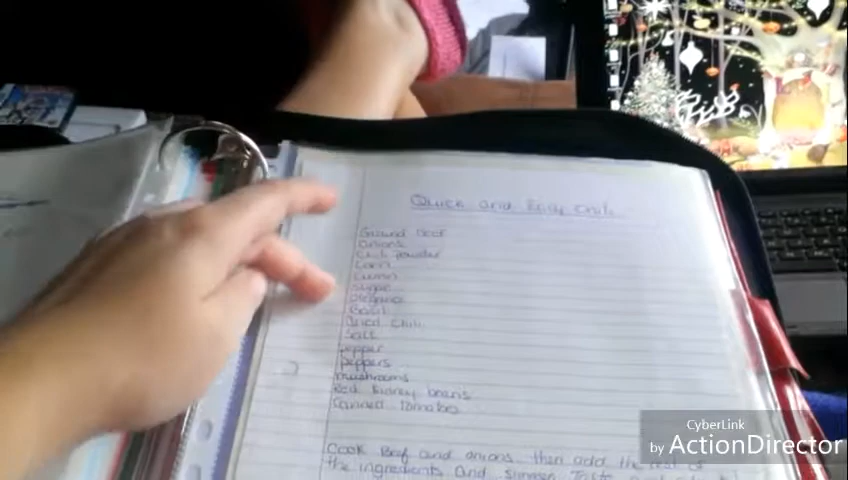 Quick and Easy Chili
Ground Beef
Onions
Chili Powder
Corn
Cumin
Sugar
Oregano
Basil
Dried Chili
Salt
Pepper
Peppers
Mushrooms
Red Kidney beans
Canned tomatoes
Cook Beef and onions then add the rest of
the ingredients and simmer. Taste and
CyberLink
by ActionDirector